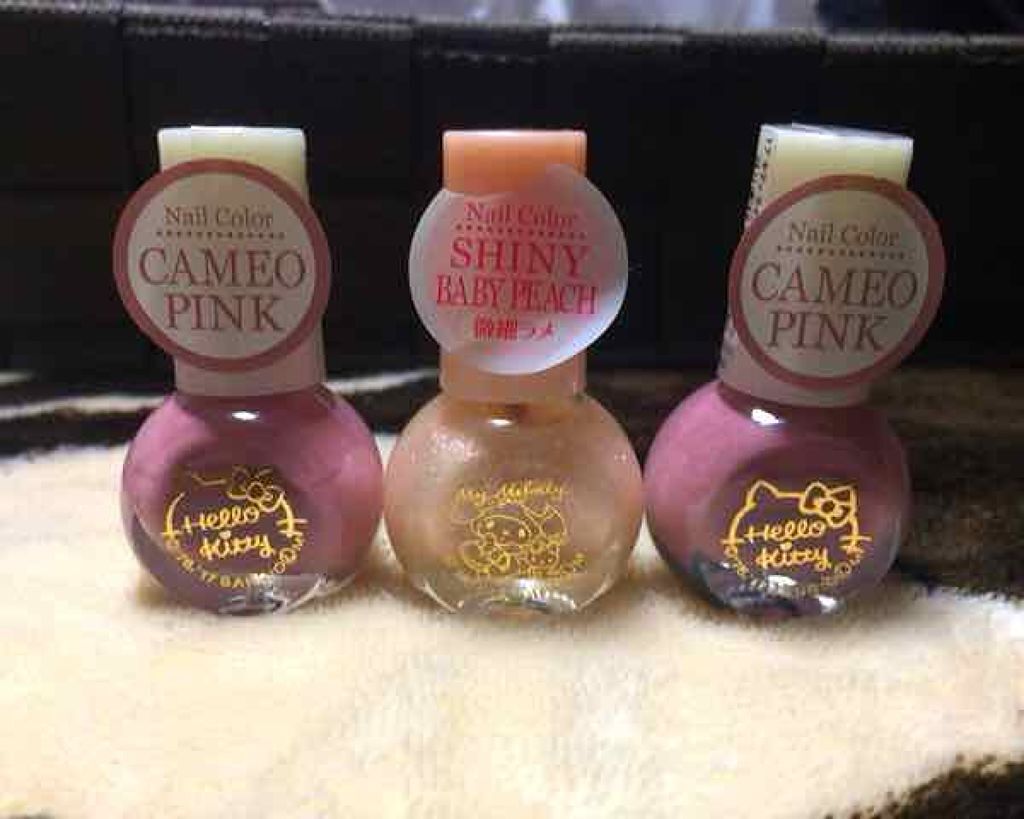 Nail Color
CAMEO
PINK
Hello
Kitty
Nail Color
SHINY
BABY PEACH
微細ラメ
My Melody
Nail Color
CAMEO
PINK
Hello
Kitty